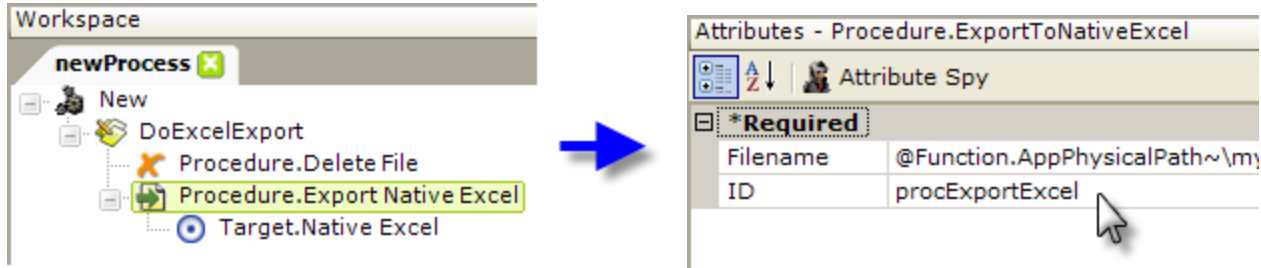 Workspace
newProcess
New
DoExcelExport
Procedure.Delete File
Procedure.Export Native Excel
Target.Native Excel
Attributes - Procedure.ExportToNativeExcel
A
Z
Attribute Spy
*Required
Filename @Function.AppPhysicalPath~\my
ID procExportExcel